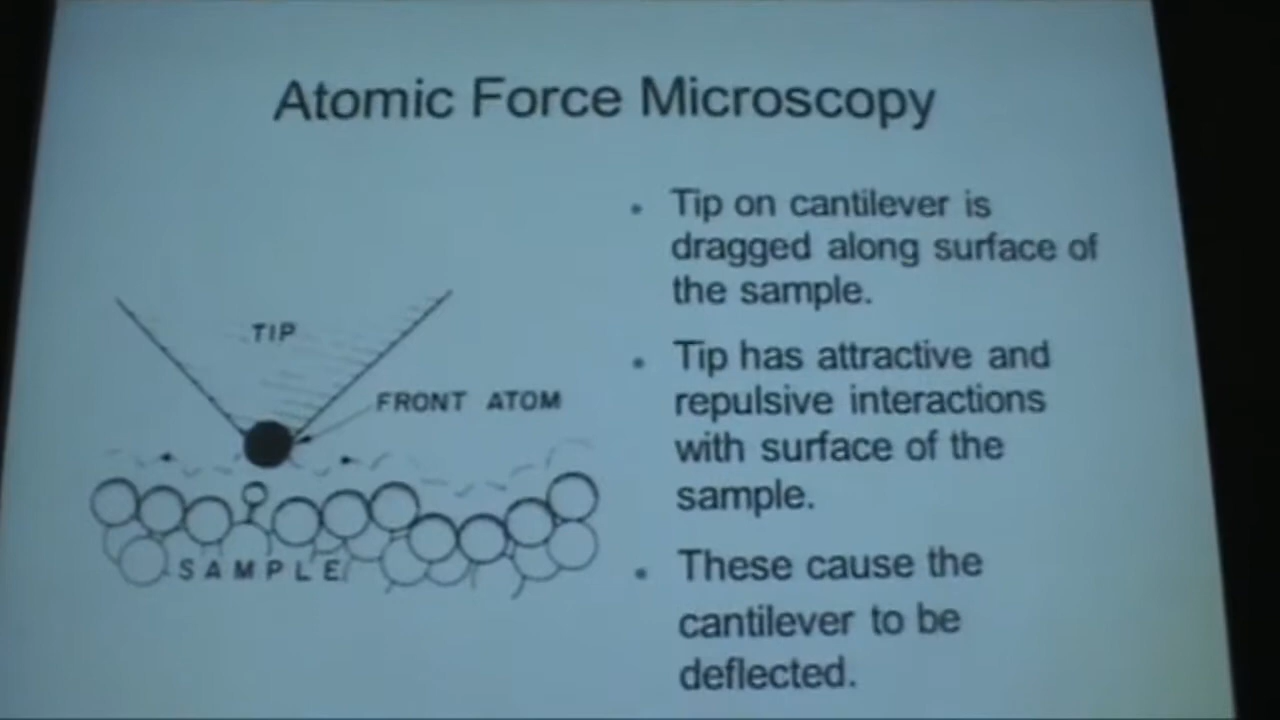 Atomic Force Microscopy
• Tip on cantilever is
dragged along surface of
the sample.
• Tip has attractive and
repulsive interactions
with surface of the
sample.
• These cause the
cantilever to be
deflected.
TIP
FRONT ATOM
SAMPLE